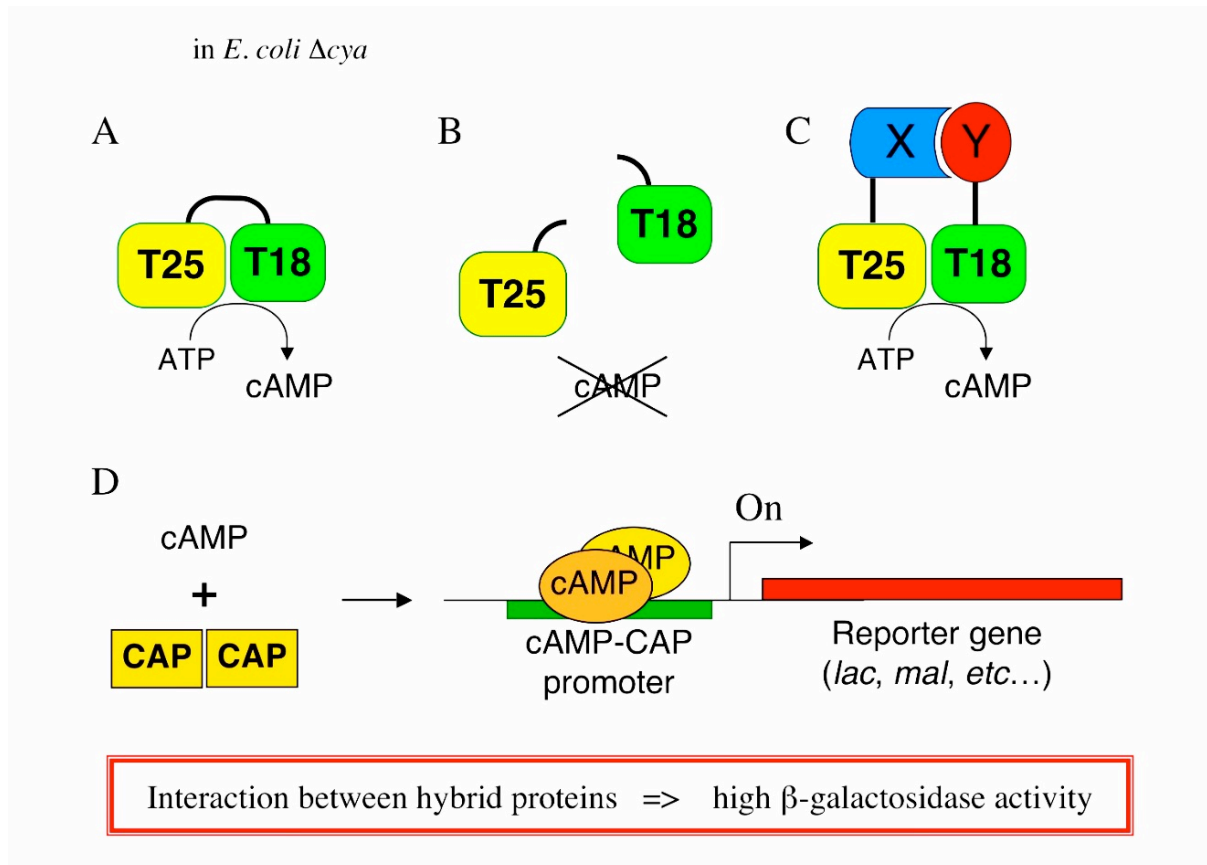 in E. coli Δcya
A
B
C
X
Y
T25
T18
T25
T18
T25
T18
ATP
cAMP
cAMP
ATP
cAMP
D
cAMP
+
CAP
CAP
AMP
cAMP
cAMP-CAP
promoter
On
Reporter gene
(lac, mal, etc…)
Interaction between hybrid proteins => high β-galactosidase activity